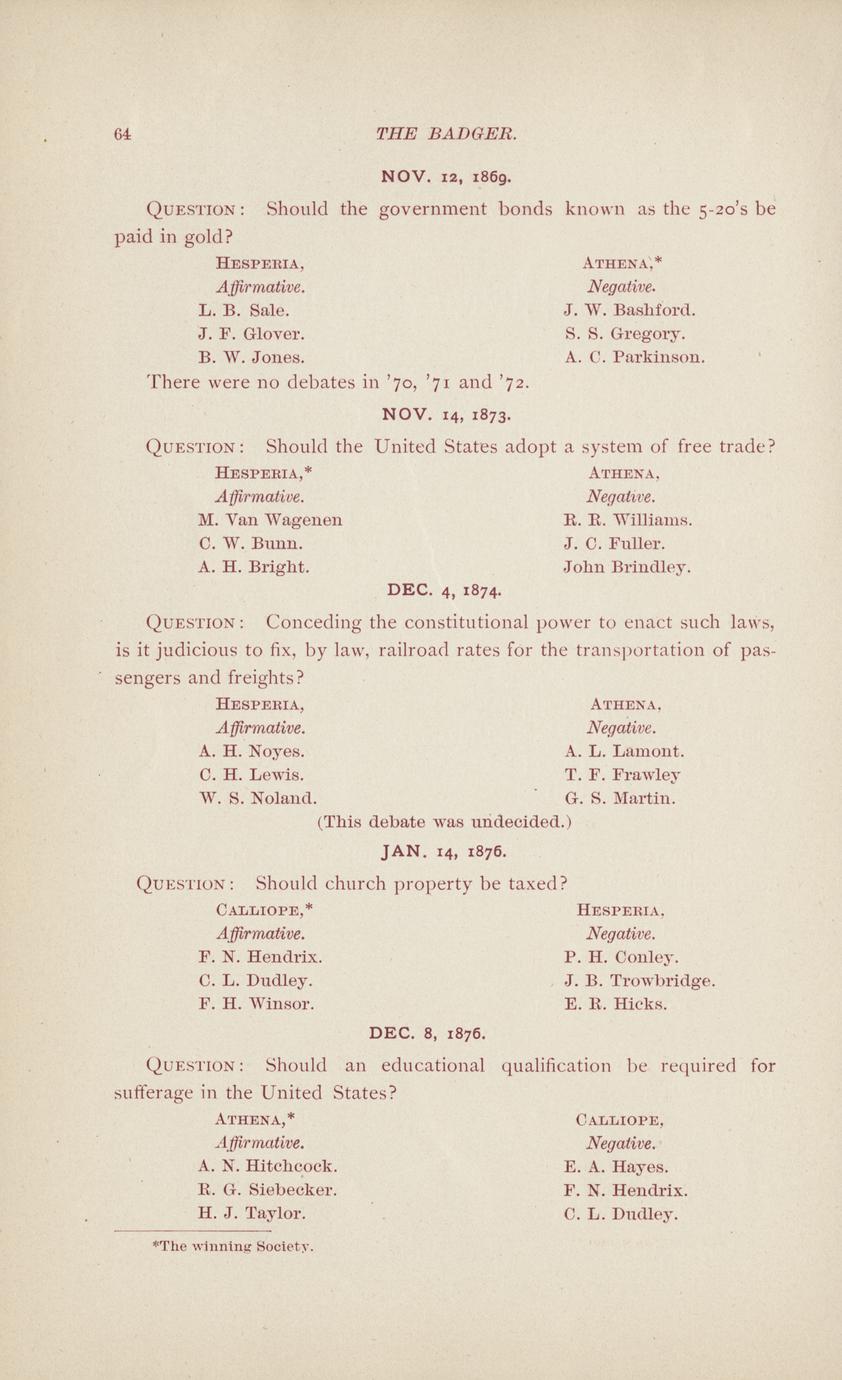 64 THE BADGER.
NOV. 12, 1869.
QUESTION: Should the government bonds known as the 5-20's be
paid in gold?
HESPERIA, ATHENA,*
Affirmative. Negative.
L. B. Sale. J. W. Bashford.
J. F. Glover. S. S. Gregory.
B. W. Jones. A. C. Parkinson.
There were no debates in '70, '71 and '72.
NOV. 14, 1873.
QUESTION: Should the United States adopt a system of free trade?
HESPERIA,* ATHENA,
Affirmative. Negative.
M. Van Wagenen R. R. Williams.
C. W. Bunn. J. C. Fuller.
A. H. Bright. John Brindley.
DEC. 4, 1874.
QUESTION: Conceding the constitutional power to enact such laws,
is it judicious to fix, by law, railroad rates for the transportation of pas-
sengers and freights?
HESPERIA, ATHENA,
Affirmative. Negative.
A. H. Noyes. A. L. Lamont.
C. H. Lewis. T. F. Frawley
W. S. Noland. G. S. Martin.
(This debate was undecided.)
JAN. 14, 1876.
QUESTION: Should church property be taxed?
CALLIOPE,* HESPERIA,
Affirmative. Negative.
F. N. Hendrix. P. H. Conley.
C. L. Dudley. J. B. Trowbridge.
F. H. Winsor. E. R. Hicks.
DEC. 8, 1876.
QUESTION: Should an educational qualification be required for
sufferage in the United States?
ATHENA,* CALLIOPE,
Affirmative. Negative.
A. N. Hitchcock. E. A. Hayes.
R. G. Siebecker. F. N. Hendrix.
H. J. Taylor. C. L. Dudley.
*The winning Society.